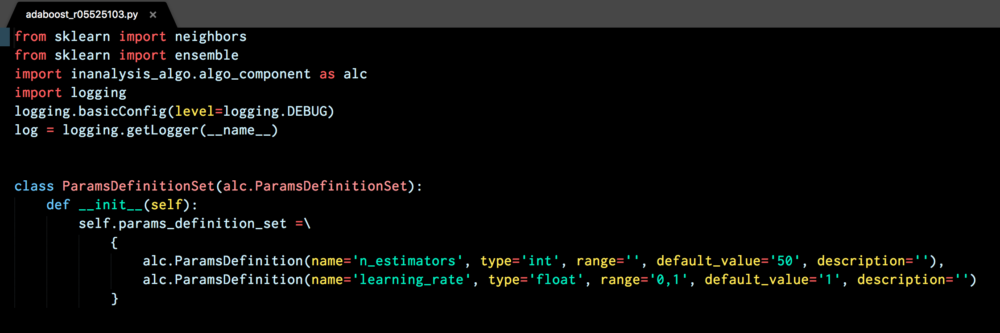 adaboost_r05525103.py ×
from sklearn import neighbors
from sklearn import ensemble
import inanalysis_algo.algo_component as alc
import logging
logging.basicConfig(level=logging.DEBUG)
log = logging.getLogger(__name__)
class ParamsDefinitionSet(alc.ParamsDefinitionSet):
    def __init__(self):
        self.params_definition_set =\
            {
                alc.ParamsDefinition(name='n_estimators', type='int', range='', default_value='50', description=''),
                alc.ParamsDefinition(name='learning_rate', type='float', range='0,1', default_value='1', description='')
            }